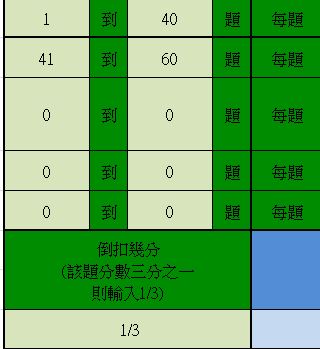 1 到 40 題 每題
41 到 60 題 每題
0 到 0 題 每題
0 到 0 題 每題
0 到 0 題 每題
倒扣幾分
(該題分數三分之一
則輸入1/3)
1/3